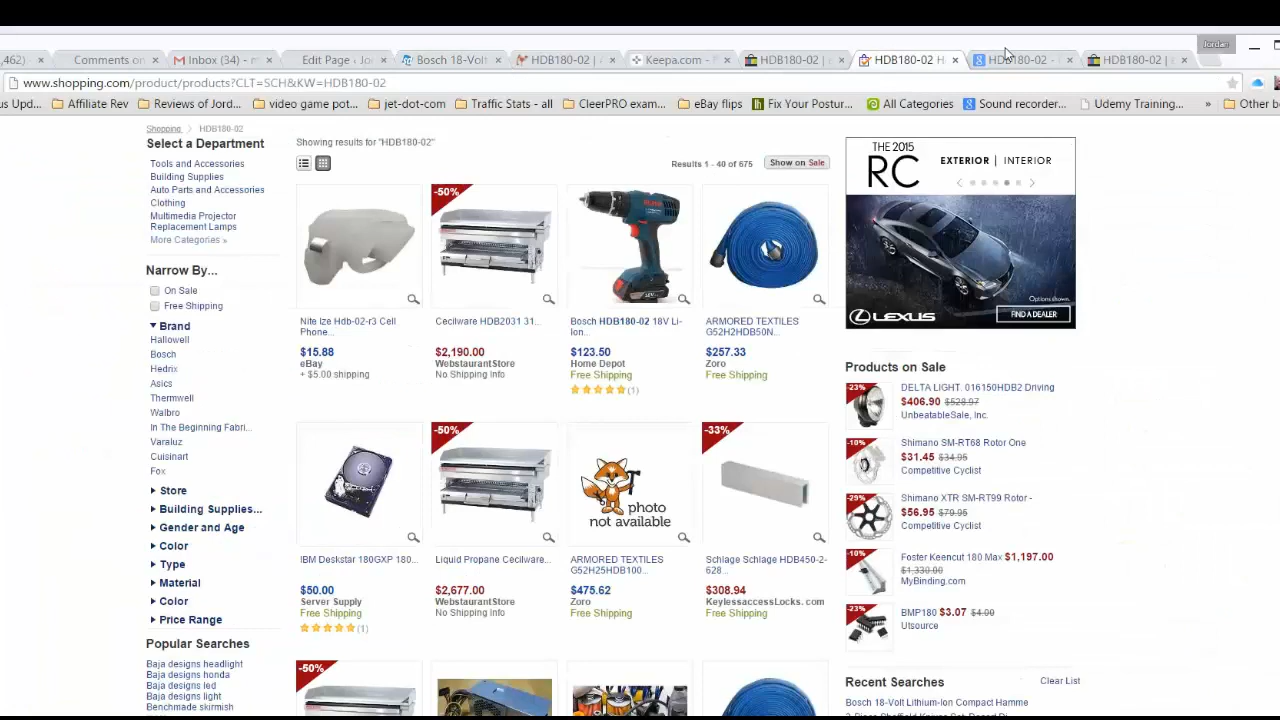 Jordan
,462)
Comments on
Inbox (34) - m
Edit Page ‹ Jo
Bosch 18-Volt
HDB180-02 | A
Keepa.com -
HDB180-02 |
HDB180-02 H
HDB180-02 -
HDB180-02 |
www.shopping.com/product/products?CLT=SCH&KW=HDB180-02
us Upd...
Affiliate Rev
Reviews of Jord...
video game pot...
jet-dot-com
Traffic Stats - all
CleerPRO exam...
eBay flips
Fix Your Postur...
All Categories
Sound recorder...
Udemy Training...
»
Other b
Shopping
HDB180-02
Select a Department
Tools and Accessories
Building Supplies
Auto Parts and Accessories
Clothing
Multimedia Projector
Replacement Lamps
More Categories »
Narrow By...
On Sale
Free Shipping
Brand
Hallowell
Bosch
Hedrix
Asics
Thermwell
Walbro
In The Beginning Fabri...
Varaluz
Cuisinart
Fox
Store
Building Supplies...
Gender and Age
Color
Type
Material
Color
Price Range
Popular Searches
Baja designs headlight
Baja designs honda
Baja designs led
Baja designs light
Benchmade skirmish
Showing results for "HDB180-02"
Results 1 - 40 of 675
Show on Sale
Nite Ize Hdb-02-r3 Cell
Phone...
$15.88
eBay
+ $5.00 shipping
-50%
Cecilware HDB2031 31...
$2,190.00
WebstaurantStore
No Shipping Info
Bosch HDB180-02 18V Li-
Ion...
$123.50
Home Depot
Free Shipping
(1)
ARMORED TEXTILES
G52H2HDB50N...
$257.33
Zoro
Free Shipping
IBM Deskstar 180GXP 180...
$50.00
Server Supply
Free Shipping
(1)
-50%
Liquid Propane Cecilware...
$2,677.00
WebstaurantStore
No Shipping Info
photo
not available
ARMORED TEXTILES
G52H25HDB100...
$475.62
Zoro
Free Shipping
-33%
Schlage Schlage HDB450-2-
628...
$308.94
KeylessaccessLocks.com
Free Shipping
-50%
THE 2015
RC
EXTERIOR | INTERIOR
Options shown.
LEXUS
FIND A DEALER
Products on Sale
-23%
DELTA LIGHT. 016150HDB2 Driving
$406.90 $528.97
UnbeatableSale, Inc.
-10%
Shimano SM-RT68 Rotor One
$31.45 $34.95
Competitive Cyclist
-29%
Shimano XTR SM-RT99 Rotor -
$56.95 $79.95
Competitive Cyclist
-10%
Foster Keencut 180 Max $1,197.00
$1,330.00
MyBinding.com
-23%
BMP180 $3.07 $4.00
Utsource
Recent Searches
Clear List
Bosch 18-Volt Lithium-Ion Compact Hamme